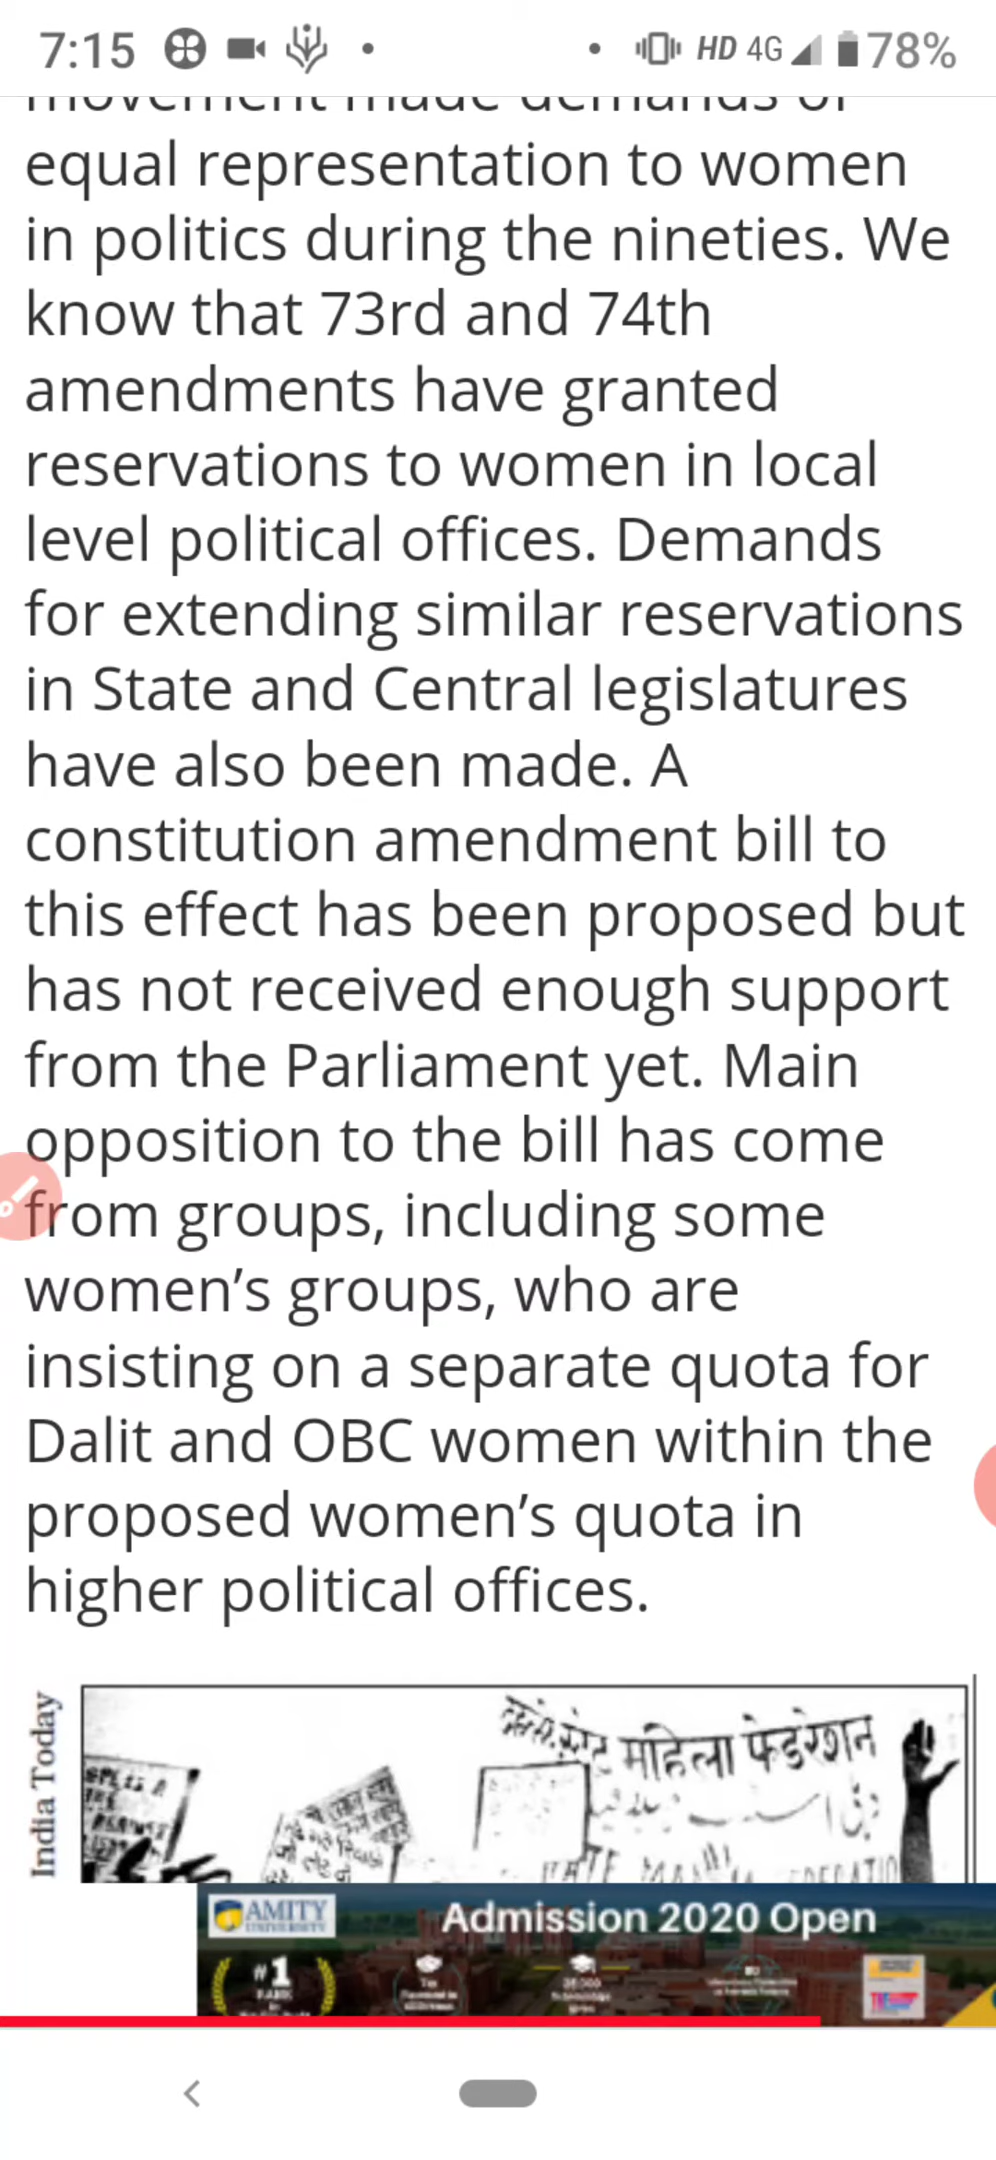 7:15
HD 4G 78%
movement made demands of
equal representation to women
in politics during the nineties. We
know that 73rd and 74th
amendments have granted
reservations to women in local
level political offices. Demands
for extending similar reservations
in State and Central legislatures
have also been made. A
constitution amendment bill to
this effect has been proposed but
has not received enough support
from the Parliament yet. Main
opposition to the bill has come
from groups, including some
women’s groups, who are
insisting on a separate quota for
Dalit and OBC women within the
proposed women’s quota in
higher political offices.
India Today
महिला फेडरेशन
AMITY
UNIVERSITY
Admission 2020 Open
#1